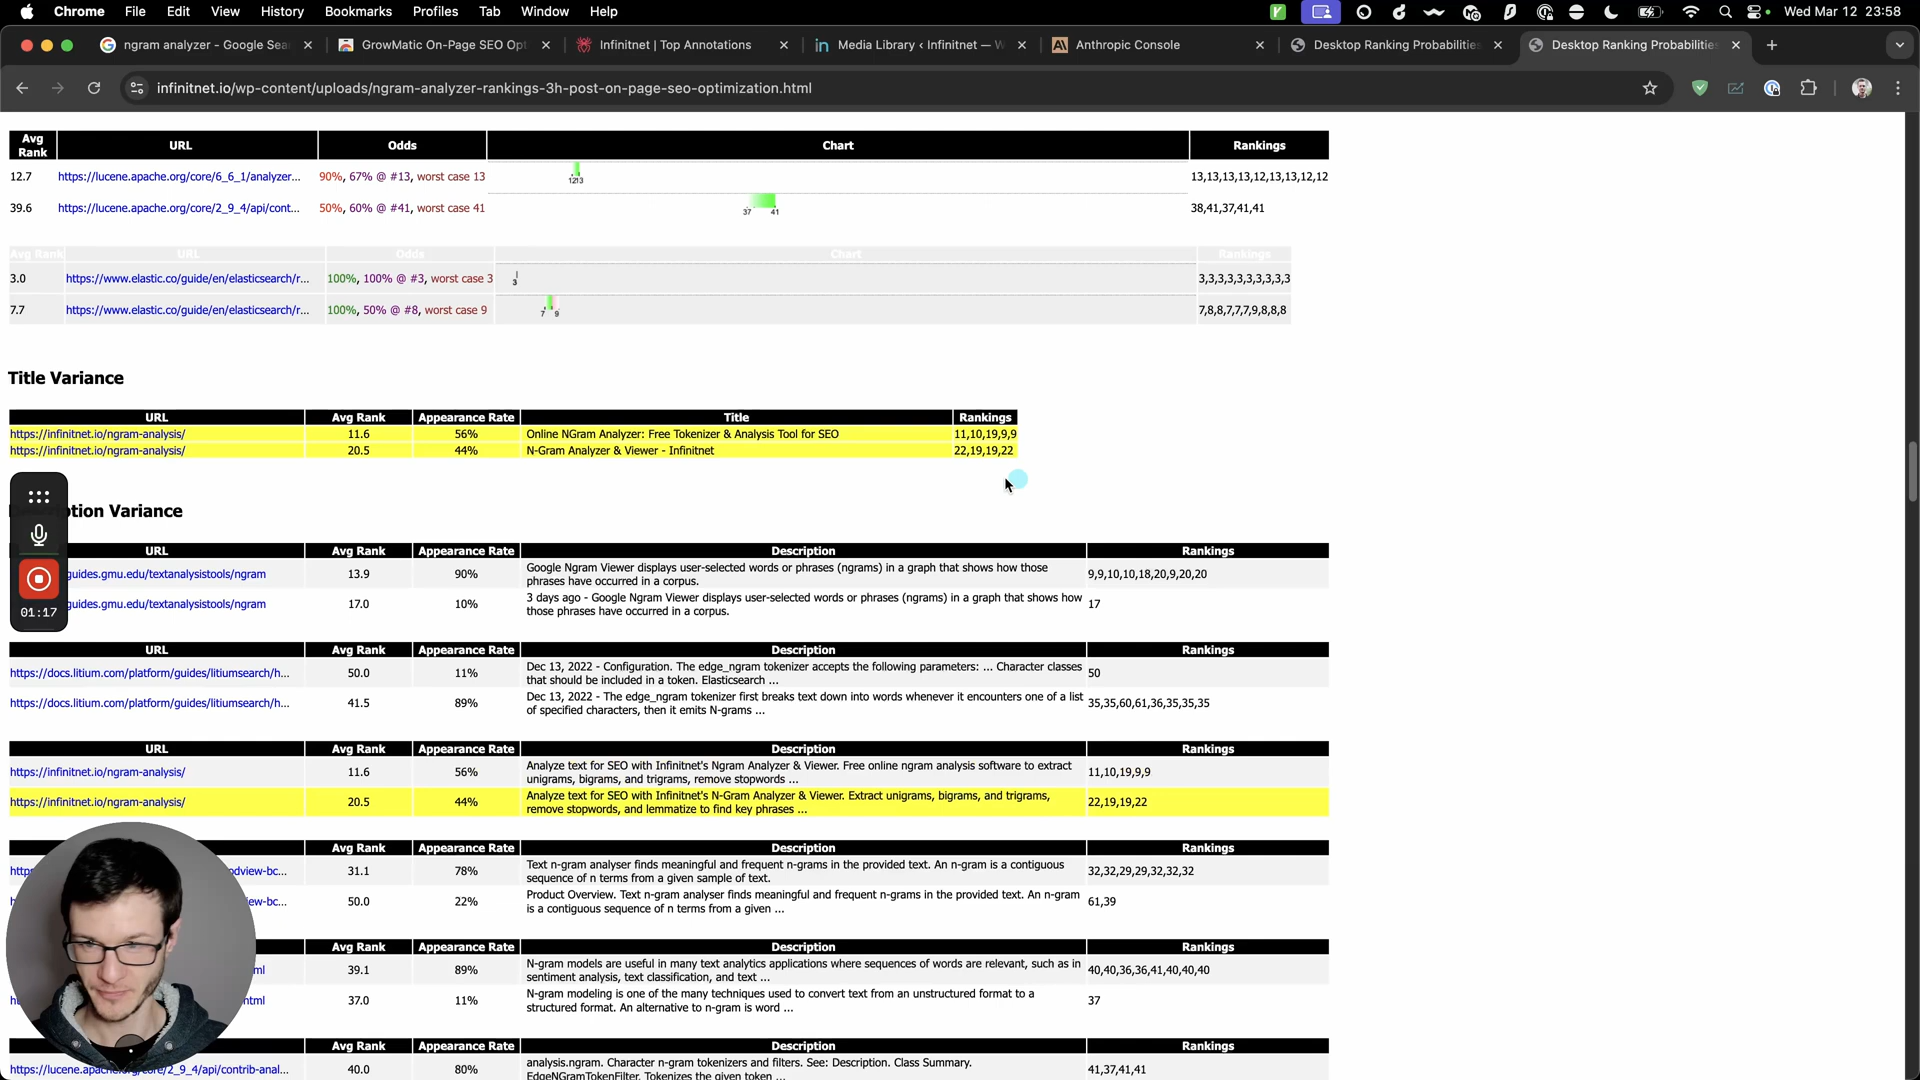 Chrome File Edit View History Bookmarks Profiles Tab Window Help Wed Mar 12 23:58
ngram analyzer - Google Sea GrowMatic On-Page SEO Opt Infinitnet | Top Annotations Media Library ‹ Infinitnet — W Anthropic Console Desktop Ranking Probabilities Desktop Ranking Probabilities
infinitnet.io/wp-content/uploads/ngram-analyzer-rankings-3h-post-on-page-seo-optimization.html
Avg Rank URL Odds Chart Rankings
12.7 https://lucene.apache.org/core/6_6_1/analyzer... 90%, 67% @ #13, worst case 13 1213 13,13,13,13,12,13,13,12,12
39.6 https://lucene.apache.org/core/2_9_4/api/cont... 50%, 60% @ #41, worst case 41 37 41 38,41,37,41,41
Avg Rank URL Odds Chart Rankings
3.0 https://www.elastic.co/guide/en/elasticsearch/r... 100%, 100% @ #3, worst case 3 3 3,3,3,3,3,3,3,3,3,3
7.7 https://www.elastic.co/guide/en/elasticsearch/r... 100%, 50% @ #8, worst case 9 7 9 7,8,8,7,7,7,9,8,8,8
Title Variance
URL Avg Rank Appearance Rate Title Rankings
https://infinitnet.io/ngram-analysis/ 11.6 56% Online NGram Analyzer: Free Tokenizer & Analysis Tool for SEO 11,10,19,9,9
https://infinitnet.io/ngram-analysis/ 20.5 44% N-Gram Analyzer & Viewer - Infinitnet 22,19,19,22
ption Variance
URL Avg Rank Appearance Rate Description Rankings
guides.gmu.edu/textanalysistools/ngram 13.9 90% Google Ngram Viewer displays user-selected words or phrases (ngrams) in a graph that shows how those 9,9,10,10,18,20,9,20,20
phrases have occurred in a corpus.
guides.gmu.edu/textanalysistools/ngram 17.0 10% 3 days ago - Google Ngram Viewer displays user-selected words or phrases (ngrams) in a graph that shows how 17
those phrases have occurred in a corpus.
01:17
URL Avg Rank Appearance Rate Description Rankings
https://docs.litium.com/platform/guides/litiumsearch/h... 50.0 11% Dec 13, 2022 - Configuration. The edge_ngram tokenizer accepts the following parameters: ... Character classes 50
that should be included in a token. Elasticsearch ...
https://docs.litium.com/platform/guides/litiumsearch/h... 41.5 89% Dec 13, 2022 - The edge_ngram tokenizer first breaks text down into words whenever it encounters one of a list 35,35,60,61,36,35,35,35
of specified characters, then it emits N-grams ...
URL Avg Rank Appearance Rate Description Rankings
https://infinitnet.io/ngram-analysis/ 11.6 56% Analyze text for SEO with Infinitnet's Ngram Analyzer & Viewer. Free online ngram analysis software to extract 11,10,19,9,9
unigrams, bigrams, and trigrams, remove stopwords ...
https://infinitnet.io/ngram-analysis/ 20.5 44% Analyze text for SEO with Infinitnet's N-Gram Analyzer & Viewer. Extract unigrams, bigrams, and trigrams, 22,19,19,22
remove stopwords, and lemmatize to find key phrases ...
Avg Rank Appearance Rate Description Rankings
odview-bc... 31.1 78% Text n-gram analyser finds meaningful and frequent n-grams in the provided text. An n-gram is a contiguous 32,32,29,29,32,32,32
sequence of n terms from a given sample of text.
ew-bc... 50.0 22% Product Overview. Text n-gram analyser finds meaningful and frequent n-grams in the provided text. An n-gram 61,39
is a contiguous sequence of n terms from a given ...
Avg Rank Appearance Rate Description Rankings
ml 39.1 89% N-gram models are useful in many text analytics applications where sequences of words are relevant, such as in 40,40,36,36,41,40,40,40
sentiment analysis, text classification, and text ...
html 37.0 11% N-gram modeling is one of the many techniques used to convert text from an unstructured format to a 37
structured format. An alternative to n-gram is word ...
Avg Rank Appearance Rate Description Rankings
https://lucene.apache.org/core/2_9_4/api/contrib-anal... 40.0 80% analysis.ngram. Character n-gram tokenizers and filters. See: Description. Class Summary. 41,37,41,41
EdgeNGramTokenFilter. Tokenizes the given token ...